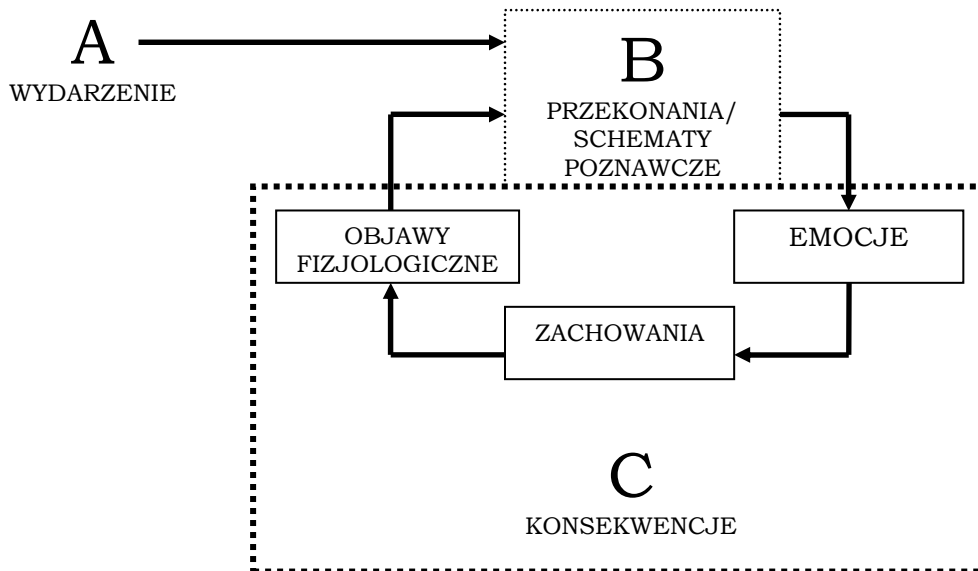 A
WYDARZENIE
B
PRZEKONANIA/
SCHEMATY
POZNAWCZE
OBJAWY
FIZJOLOGICZNE
EMOCJE
ZACHOWANIA
C
KONSEKWENCJE